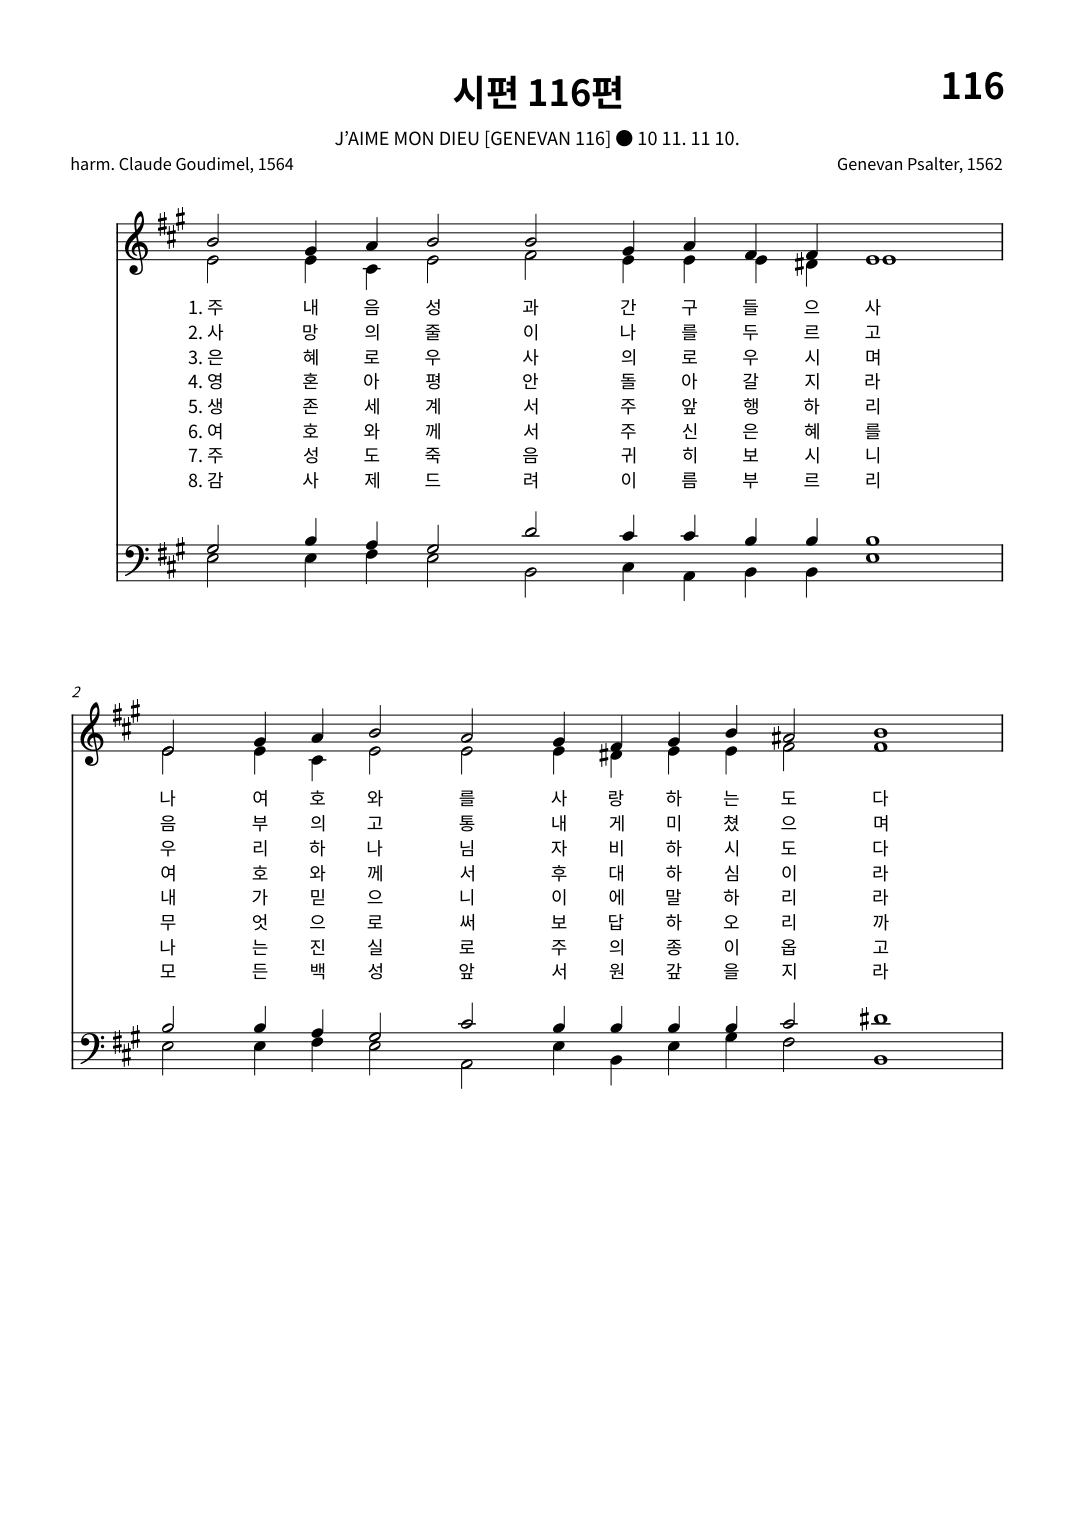 시편 116편
116
J’AIME MON DIEU [GENEVAN 116] ● 10 11. 11 10.
harm. Claude Goudimel, 1564
Genevan Psalter, 1562
1. 주 내 음 성 과 간 구 들 으 사
2. 사 망 의 줄 이 나 를 두 르 고
3. 은 혜 로 우 사 의 로 우 시 며
4. 영 혼 아 평 안 돌 아 갈 지 라
5. 생 존 세 계 서 주 앞 행 하 리
6. 여 호 와 께 서 주 신 은 혜 를
7. 주 성 도 죽 음 귀 히 보 시 니
8. 감 사 제 드 려 이 름 부 르 리
2
나 여 호 와 를 사 랑 하 는 도 다
음 부 의 고 통 내 게 미 쳤 으 며
우 리 하 나 님 자 비 하 시 도 다
여 호 와 께 서 후 대 하 심 이 라
내 가 믿 으 니 이 에 말 하 리 라
무 엇 으 로 써 보 답 하 오 리 까
나 는 진 실 로 주 의 종 이 옵 고
모 든 백 성 앞 서 원 갚 을 지 라